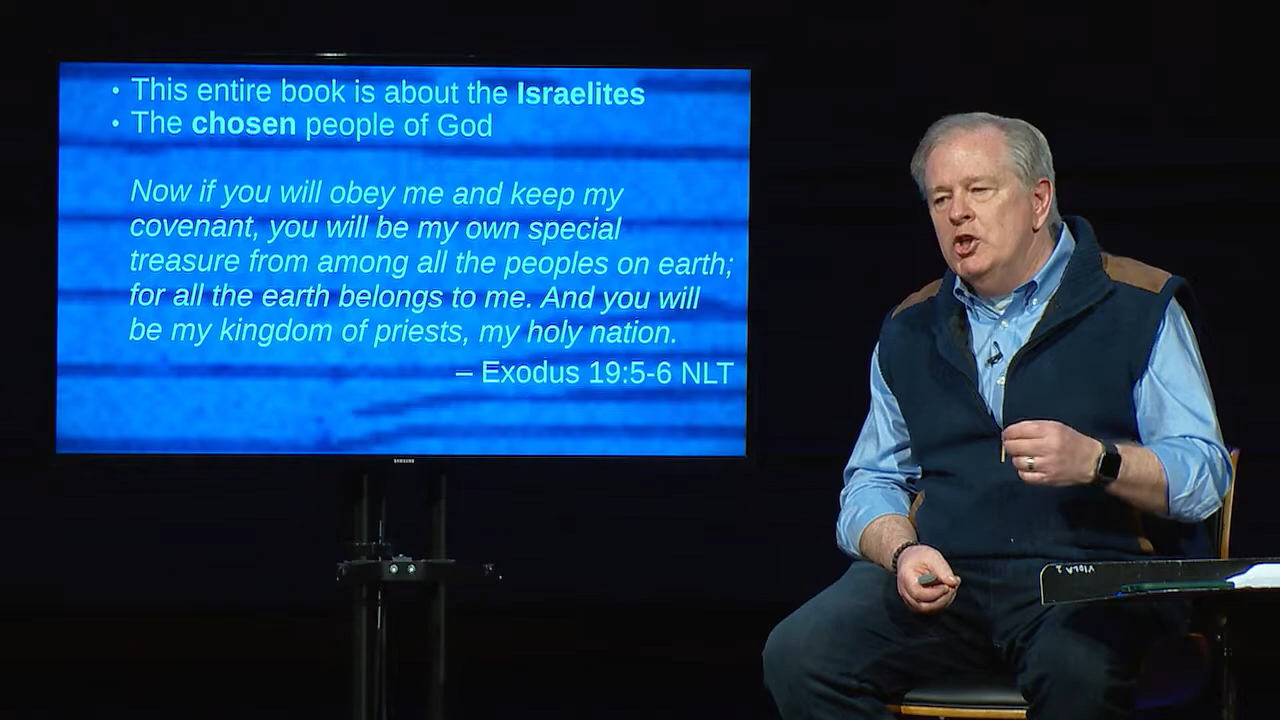 • This entire book is about the Israelites
• The chosen people of God
Now if you will obey me and keep my
covenant, you will be my own special
treasure from among all the peoples on earth;
for all the earth belongs to me. And you will
be my kingdom of priests, my holy nation.
– Exodus 19:5-6 NLT
SAMSUNG
VIOLA 2